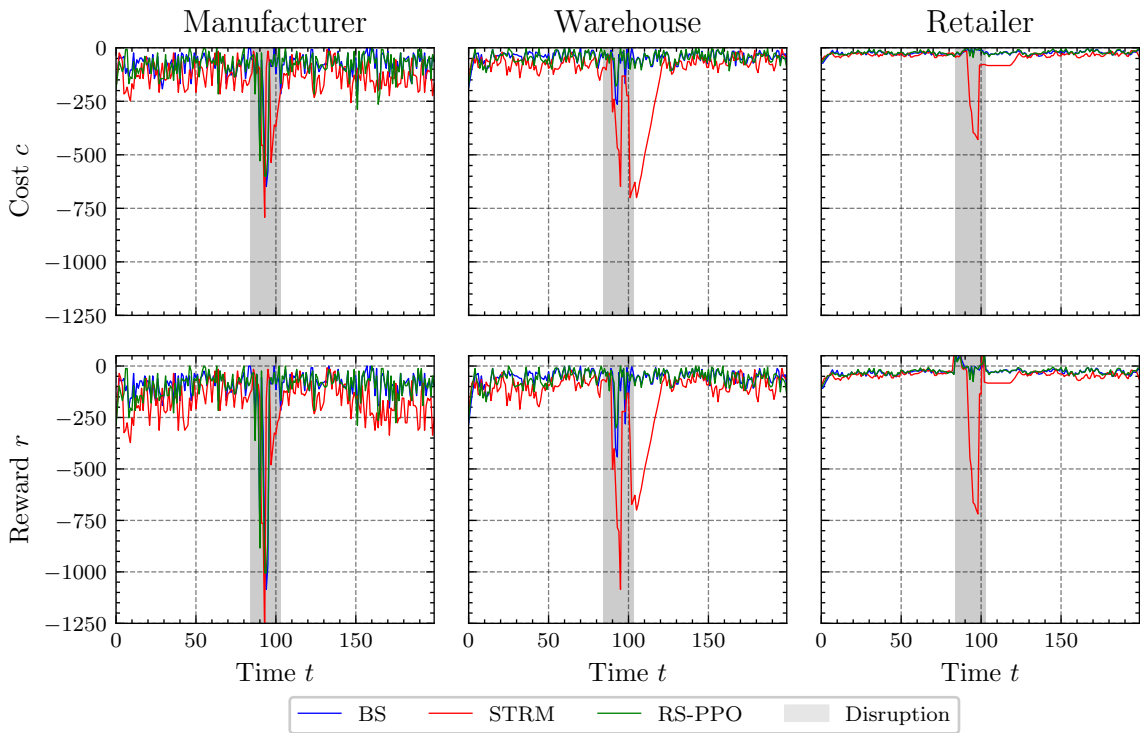 Manufacturer Warehouse Retailer
0
−250
−500
−750
−1000
−1250
Cost c
0
−250
−500
−750
−1000
−1250
Reward r
0 50 100 150 0 50 100 150 0 50 100 150
Time t Time t Time t
BS STRM RS-PPO Disruption